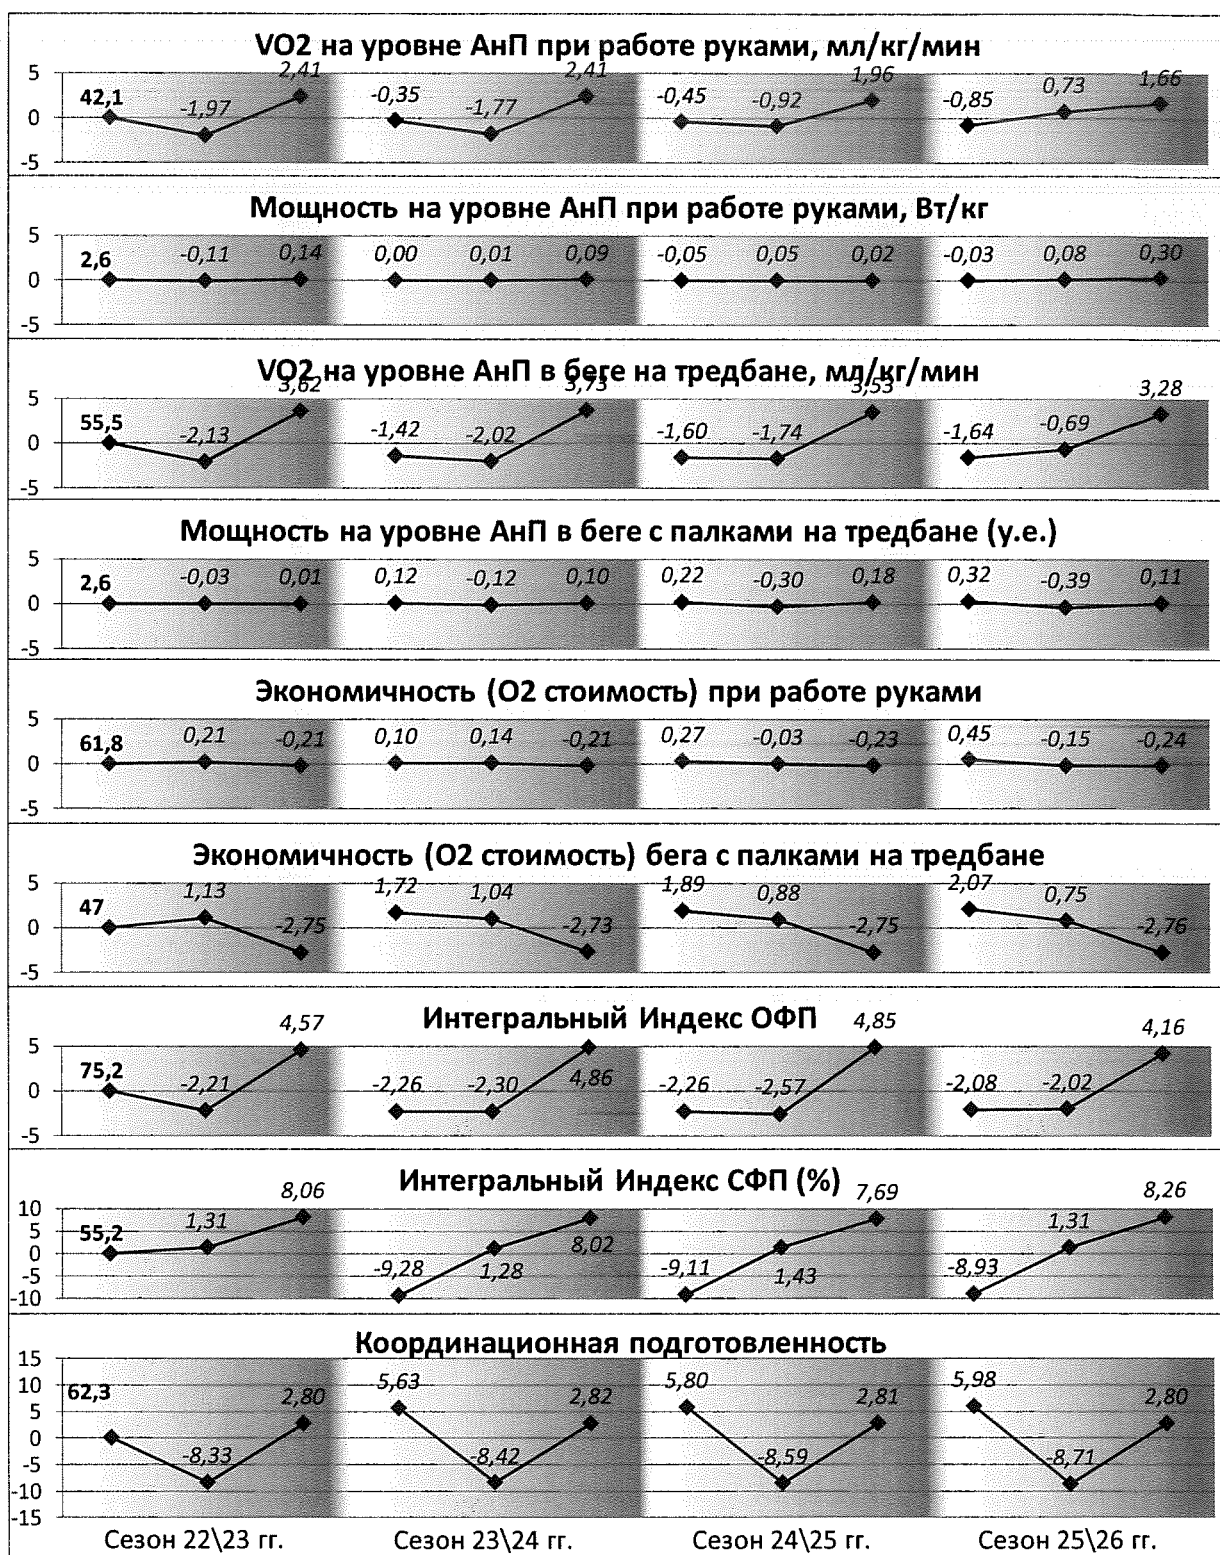 VO2 на уровне АнП при работе руками, мл/кг/мин
5
0
-5
42,1 -1,97 2,41 -0,35 -1,77 2,41 -0,45 -0,92 1,96 -0,85 0,73 1,66
Мощность на уровне АнП при работе руками, Вт/кг
5
0
-5
2,6 -0,11 0,14 0,00 0,01 0,09 -0,05 0,05 0,02 -0,03 0,08 0,30
VO2 на уровне АнП в беге на тредбане, мл/кг/мин
5
0
-5
55,5 -2,13 3,62 -1,42 -2,02 3,73 -1,60 -1,74 3,53 -1,64 -0,69 3,28
Мощность на уровне АнП в беге с палками на тредбане (у.е.)
5
0
-5
2,6 -0,03 0,01 0,12 -0,12 0,10 0,22 -0,30 0,18 0,32 -0,39 0,11
Экономичность (О2 стоимость) при работе руками
5
0
-5
61,8 0,21 -0,21 0,10 0,14 -0,21 0,27 -0,03 -0,23 0,45 -0,15 -0,24
Экономичность (О2 стоимость) бега с палками на тредбане
5
0
-5
47 1,13 -2,75 1,72 1,04 -2,73 1,89 0,88 -2,75 2,07 0,75 -2,76
Интегральный Индекс ОФП
5
0
-5
75,2 -2,21 4,57 -2,26 -2,30 4,86 -2,26 -2,57 4,85 -2,08 -2,02 4,16
Интегральный Индекс СФП (%)
10
5
0
-5
-10
55,2 1,31 8,06 -9,28 1,28 8,02 -9,11 1,43 7,69 -8,93 1,31 8,26
Координационная подготовленность
15
10
5
0
-5
-10
-15
62,3 -8,33 2,80 5,63 -8,42 2,82 5,80 -8,59 2,81 5,98 -8,71 2,80
Сезон 22\23 гг. Сезон 23\24 гг. Сезон 24\25 гг. Сезон 25\26 гг.